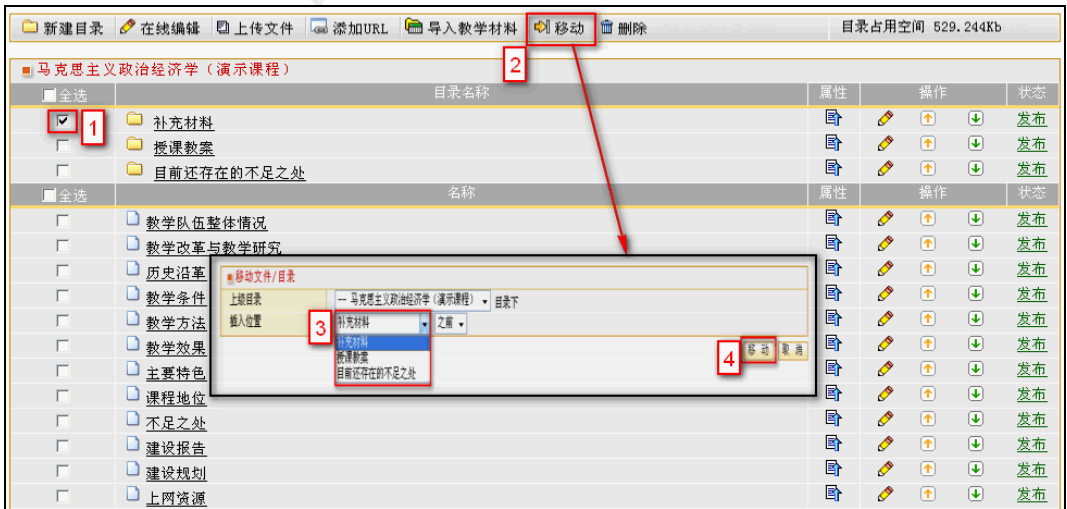 新建目录 在线编辑 上传文件 添加URL 导入教学材料 移动 删除 目录占用空间 529.244Kb
2
马克思主义政治经济学（演示课程）
全选 目录名称 属性 操作 状态
1
补充材料 发布
授课教案 发布
目前还存在的不足之处 发布
全选 名称 属性 操作 状态
教学队伍整体情况 发布
教学改革与教学研究 发布
历史沿革 发布
教学条件 发布
教学方法 发布
教学效果 发布
主要特色 发布
课程地位 发布
不足之处 发布
建设报告 发布
建设规划 发布
上网资源 发布
移动文件/目录
上级目录 -- 马克思主义政治经济学（演示课程） 目录下
插入位置 3 补充材料 之前
补充材料
授课教案
目前还存在的不足之处
4 移 动 取 消